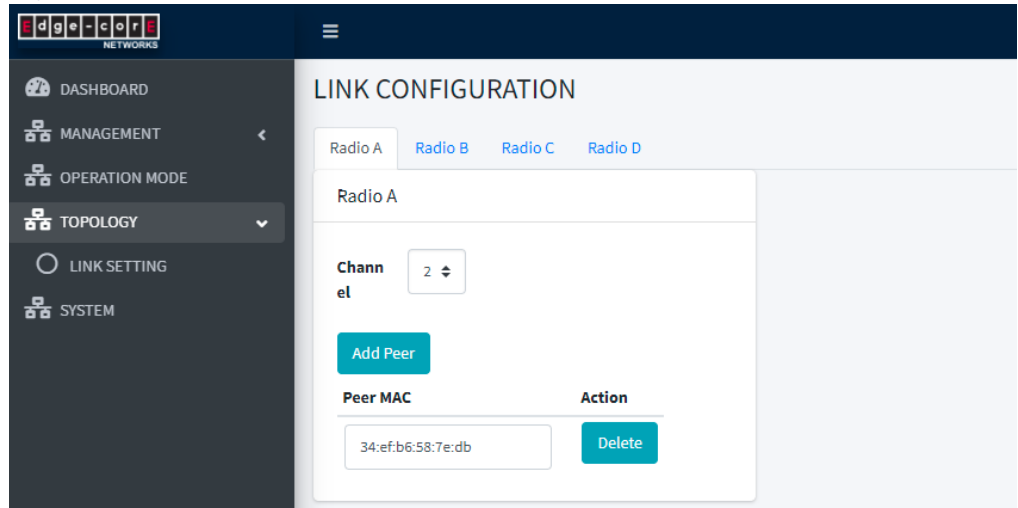 Edge-corE
NETWORKS
DASHBOARD
MANAGEMENT
OPERATION MODE
TOPOLOGY
LINK SETTING
SYSTEM
LINK CONFIGURATION
Radio A Radio B Radio C Radio D
Radio A
Chann
el
2
Add Peer
Peer MAC Action
34:ef:b6:58:7e:db Delete